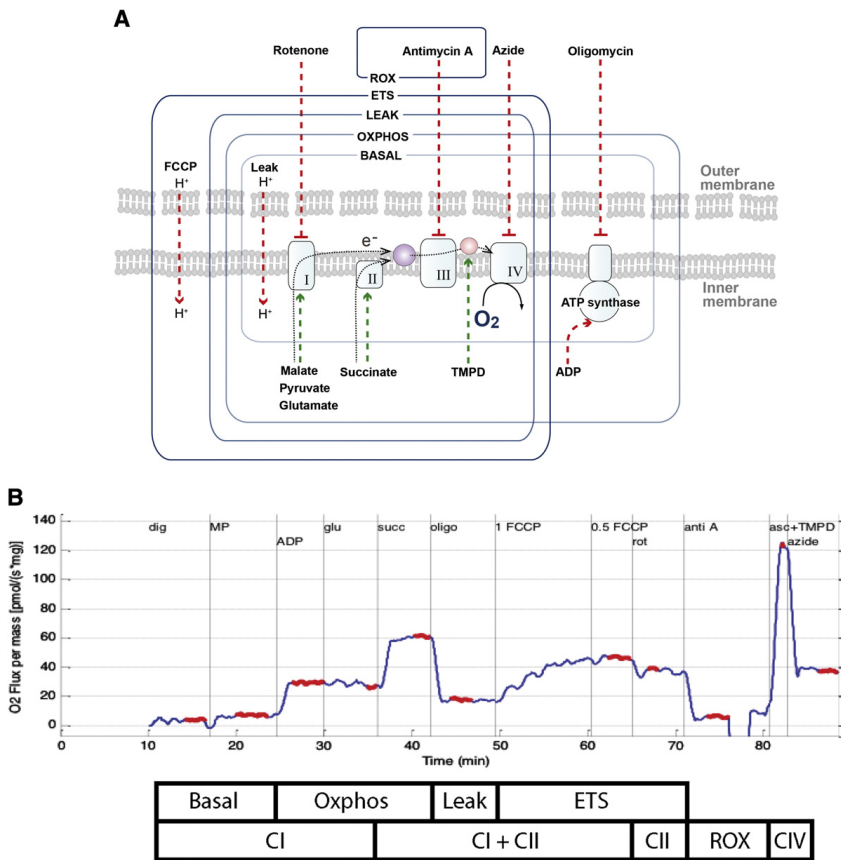 A
Rotenone
Antimycin A
Azide
Oligomycin
ROX
ETS
LEAK
OXPHOS
BASAL
FCCP
H+
Leak
H+
Outer
membrane
e-
I
II
III
IV
Inner
membrane
O2
ATP synthase
H+
H+
Malate
Pyruvate
Glutamate
Succinate
TMPD
ADP
B
O2 Flux per mass [pmol/(s*mg)]
140
120
100
80
60
40
20
0
dig
MP
ADP
glu
succ
oligo
1 FCCP
0.5 FCCP
rot
anti A
asc+TMPD
azide
0 10 20 30 40 50 60 70 80
Time (min)
Basal Oxphos Leak ETS
CI CI + CII CII ROX CIV